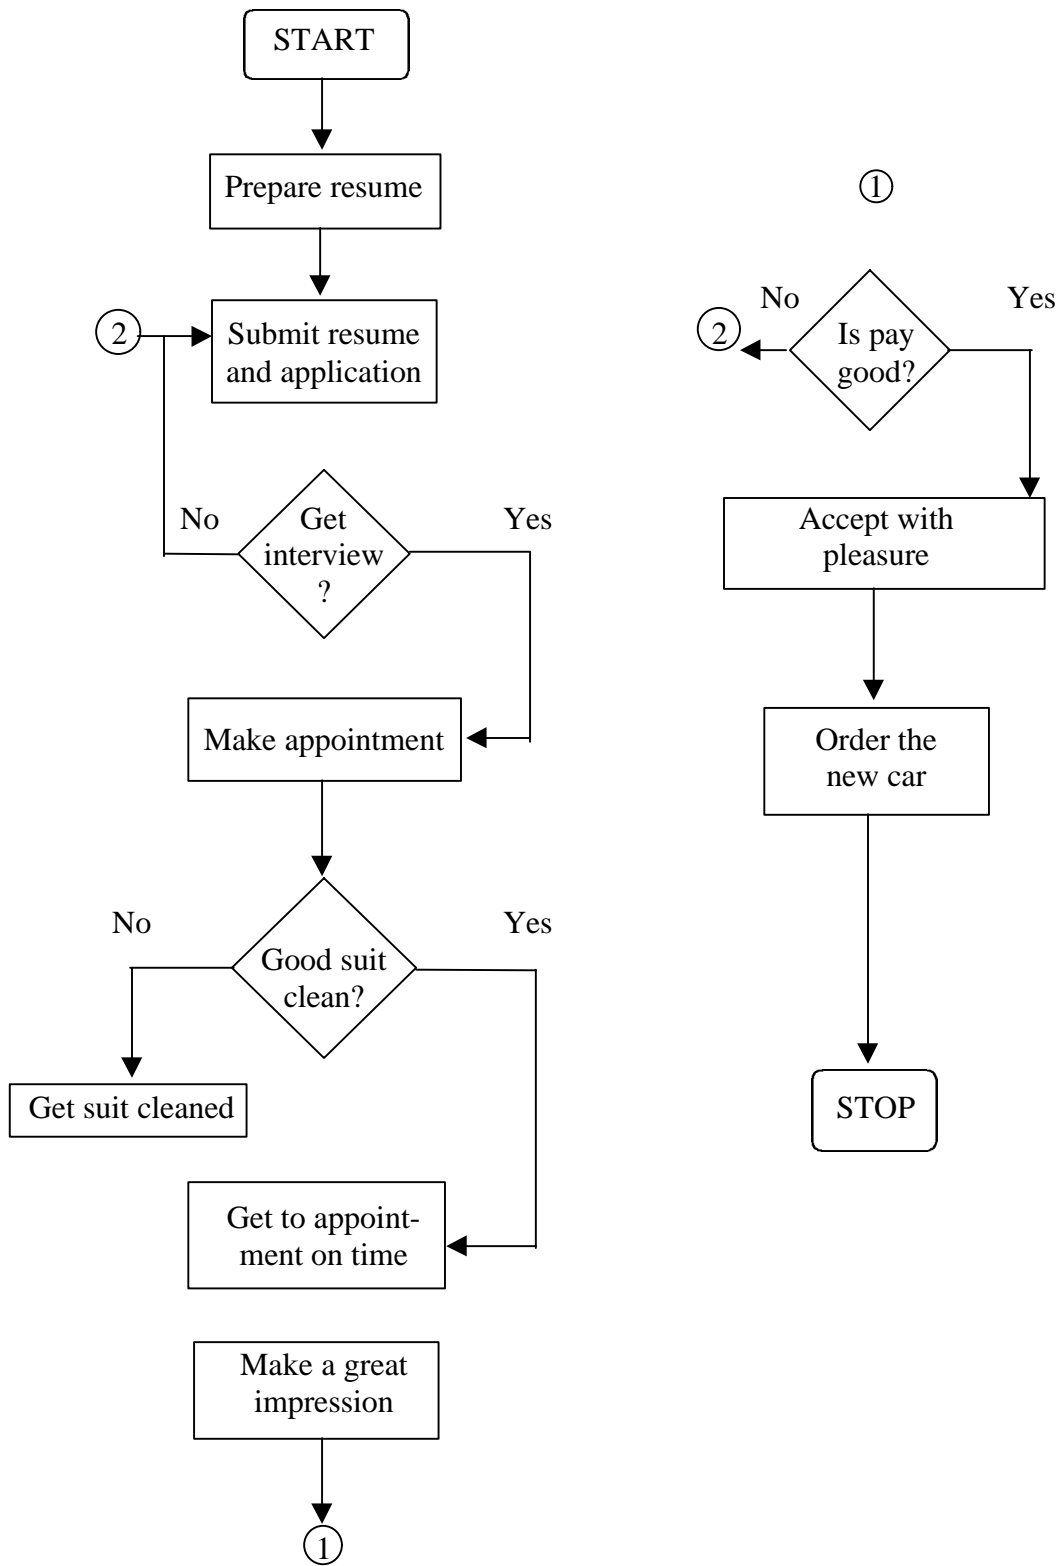 START
Prepare resume
2
Submit resume
and application
No
Get
interview
?
Yes
Make appointment
No
Good suit
clean?
Yes
Get suit cleaned
Get to appoint-
ment on time
Make a great
impression
1
1
No
Yes
2
Is pay
good?
Accept with
pleasure
Order the
new car
STOP